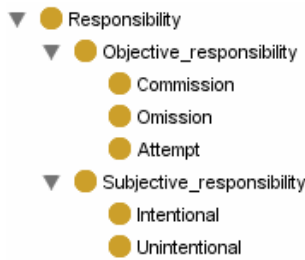 Responsibility
Objective_responsibility
Commission
Omission
Attempt
Subjective_responsibility
Intentional
Unintentional